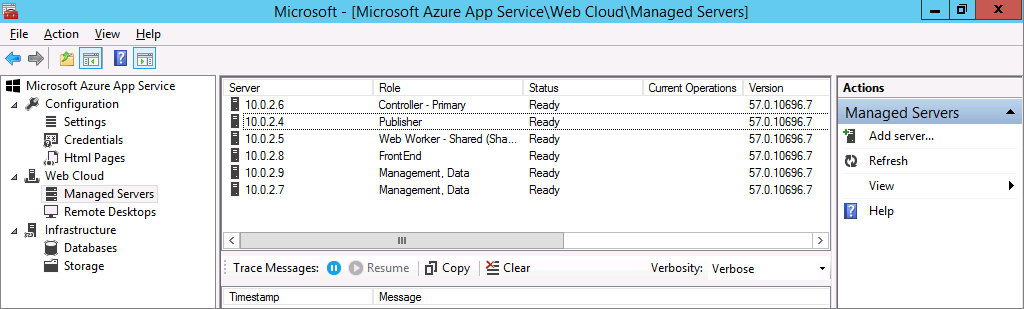 Microsoft - [Microsoft Azure App Service\Web Cloud\Managed Servers]
File Action View Help
Microsoft Azure App Service
Configuration
Settings
Credentials
Html Pages
Web Cloud
Managed Servers
Remote Desktops
Infrastructure
Databases
Storage
Server Role Status Current Operations Version
10.0.2.6 Controller - Primary Ready 57.0.10696.7
10.0.2.4 Publisher Ready 57.0.10696.7
10.0.2.5 Web Worker - Shared (Sha... Ready 57.0.10696.7
10.0.2.8 FrontEnd Ready 57.0.10696.7
10.0.2.9 Management, Data Ready 57.0.10696.7
10.0.2.7 Management, Data Ready 57.0.10696.7
Trace Messages: Resume Copy Clear Verbosity: Verbose
Timestamp Message
Actions
Managed Servers
Add server...
Refresh
View
Help